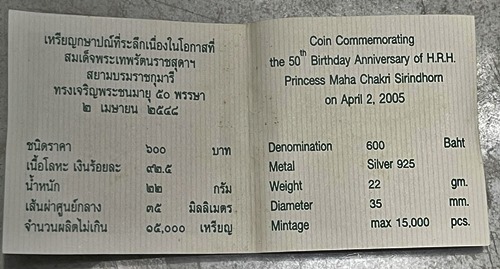 เหรียญกษาปณ์ที่ระลึกเนื่องในโอกาสที่
สมเด็จพระเทพรัตนราชสุดาฯ
สยามบรมราชกุมารี
ทรงเจริญพระชนมายุ ๕๐ พรรษา
๒ เมษายน ๒๕๔๘
ชนิดราคา ๖๐๐ บาท
เนื้อโลหะ เงินร้อยละ ๙๒.๕
น้ำหนัก ๒๒ กรัม
เส้นผ่าศูนย์กลาง ๓๕ มิลลิเมตร
จำนวนผลิตไม่เกิน ๑๕,๐๐๐ เหรียญ
Coin Commemorating
the 50th Birthday Anniversary of H.R.H.
Princess Maha Chakri Sirindhorn
on April 2, 2005
Denomination 600 Baht
Metal Silver 925
Weight 22 gm.
Diameter 35 mm.
Mintage max 15,000 pcs.